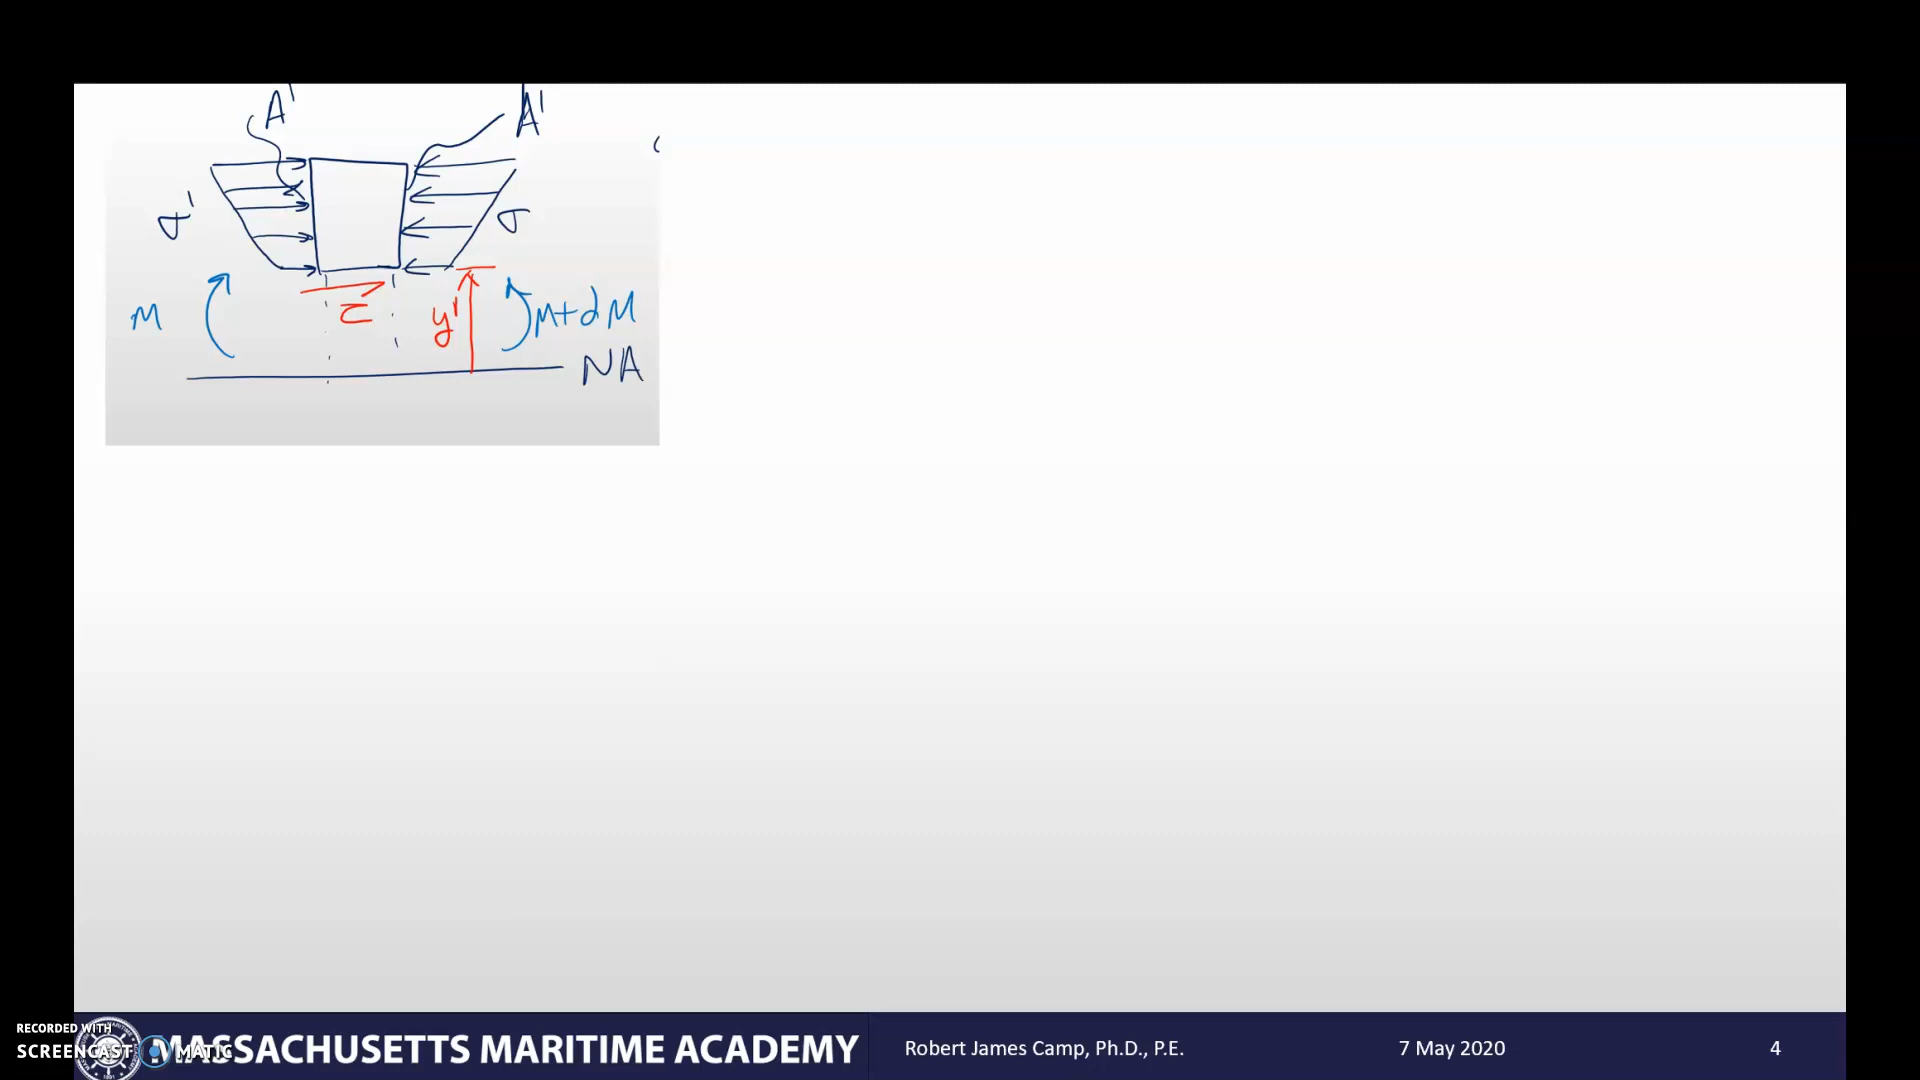 A' A'
σ' σ
M τ y' M+dM
NA
RECORDED WITH
SCREENCAST MATIC
MASSACHUSETTS MARITIME ACADEMY
Robert James Camp, Ph.D., P.E.
7 May 2020
4